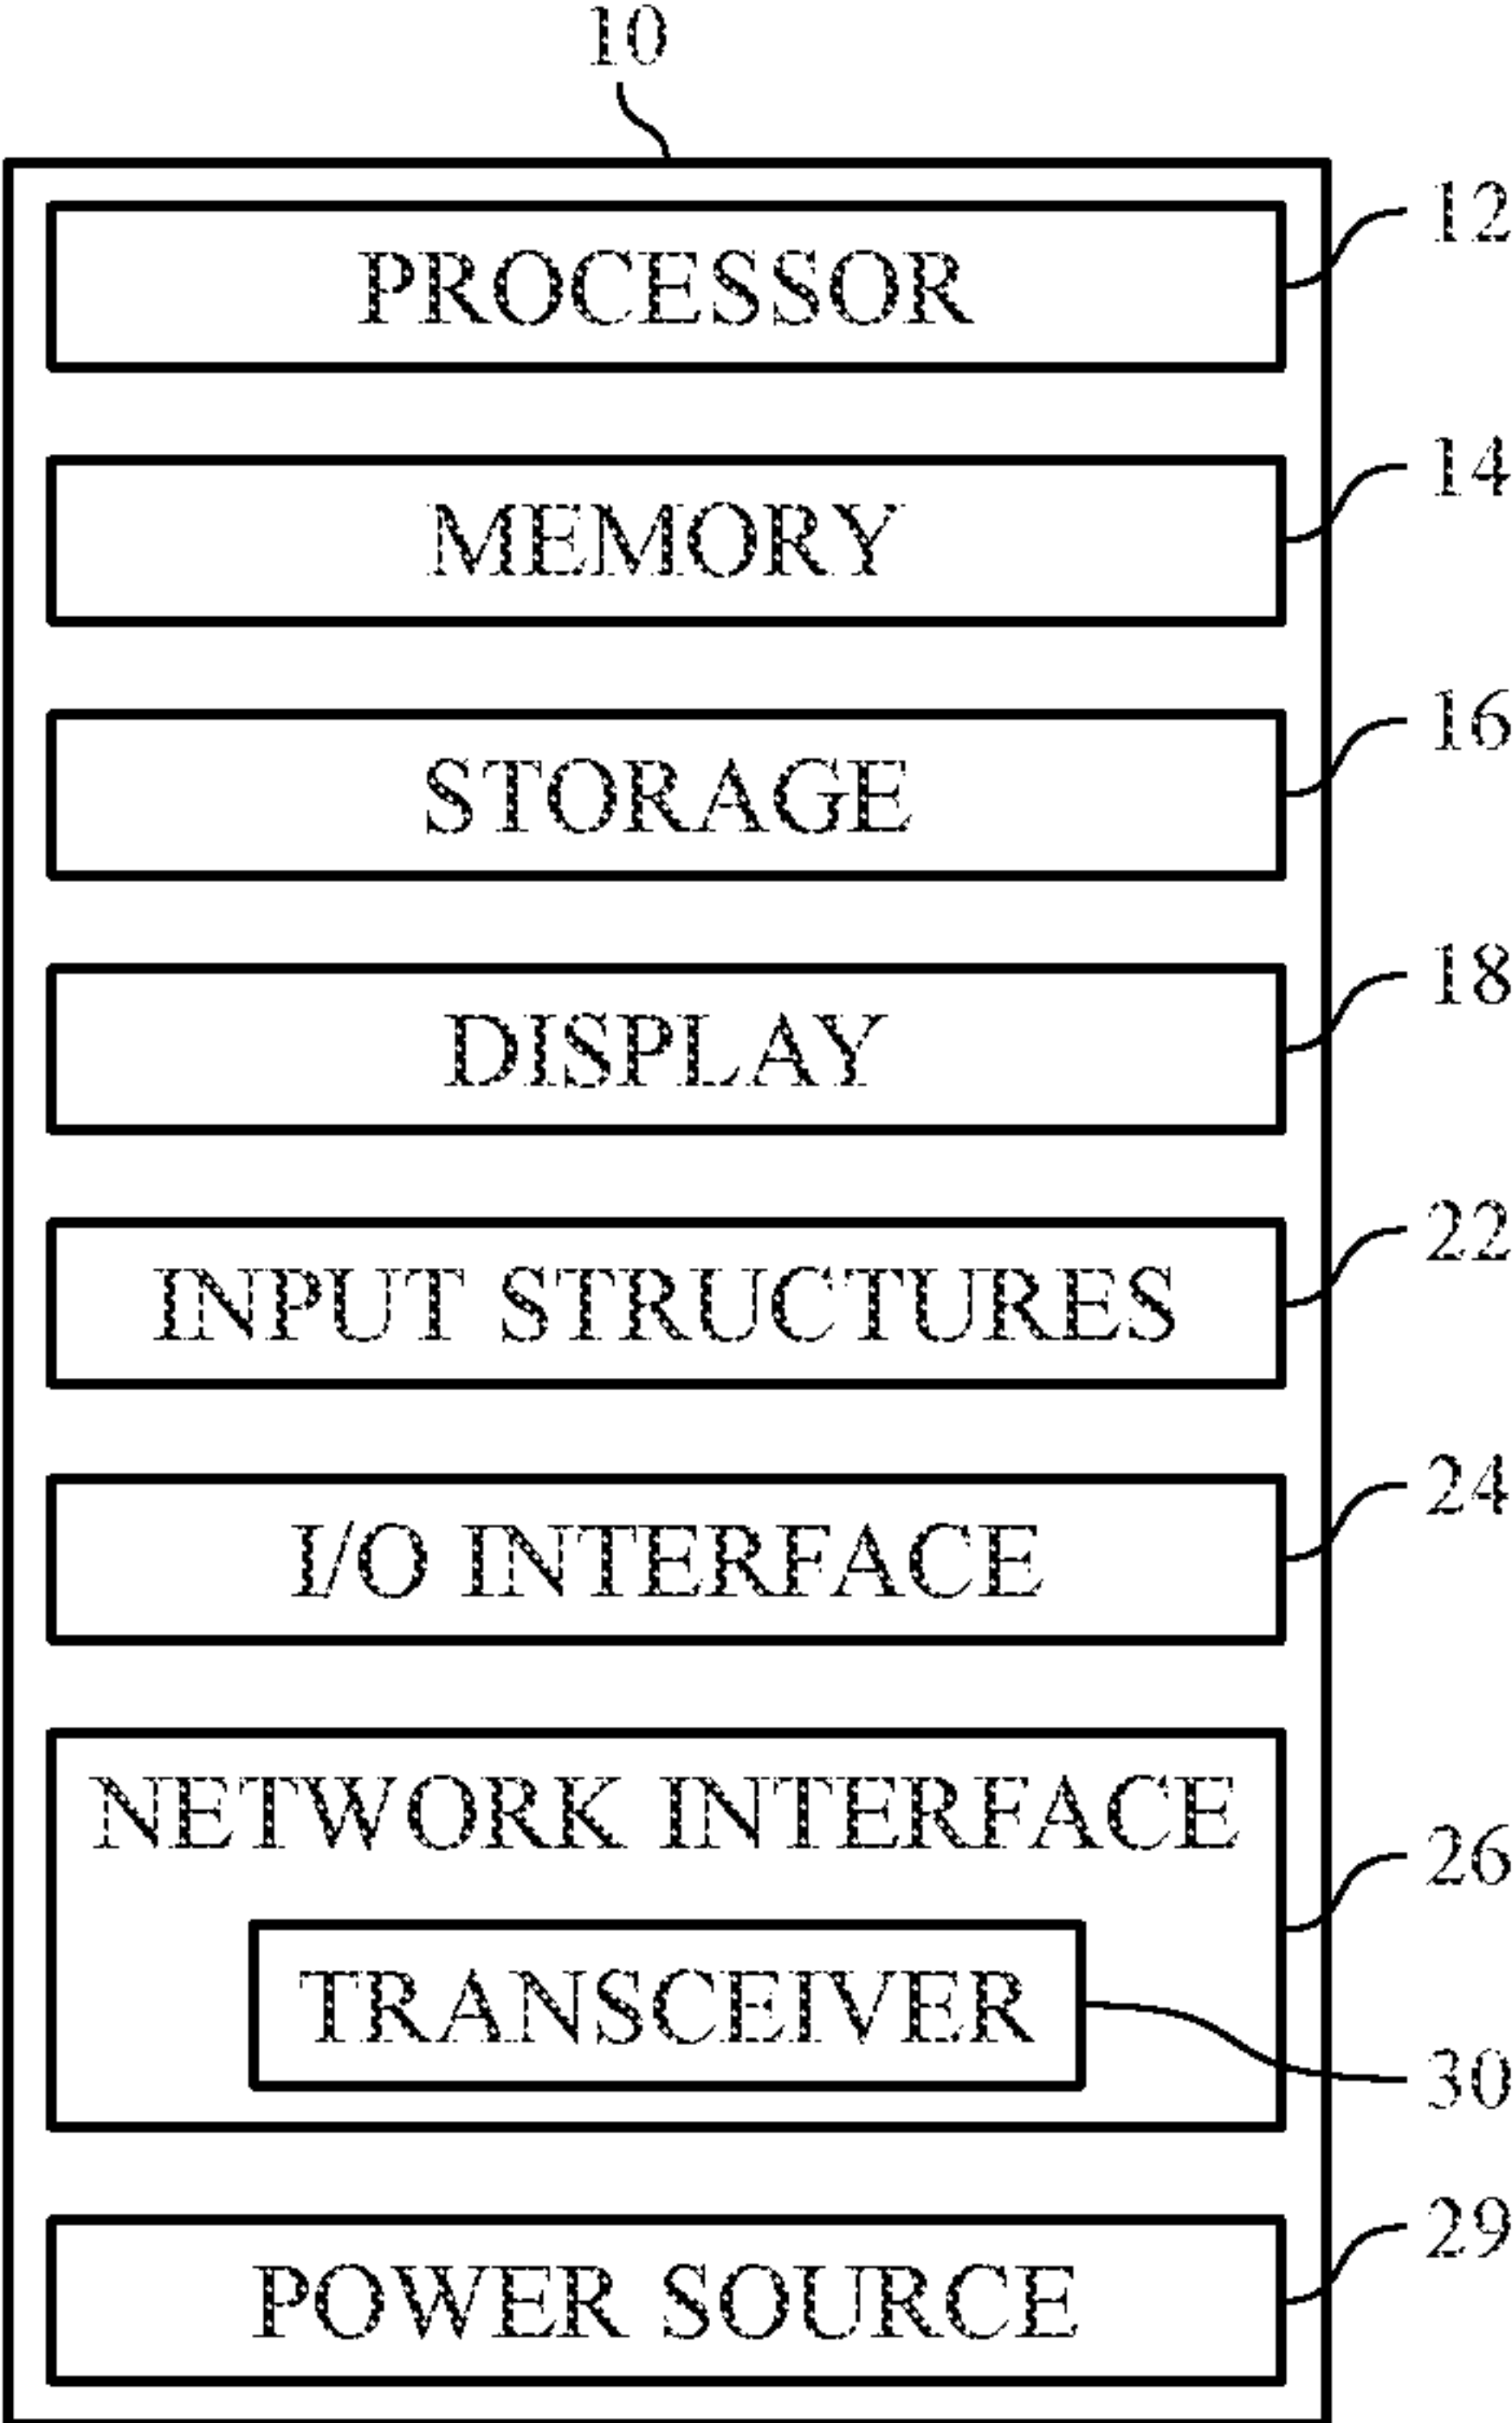 10
PROCESSOR
12
MEMORY
14
STORAGE
16
DISPLAY
18
INPUT STRUCTURES
22
I/O INTERFACE
24
NETWORK INTERFACE
26
TRANSCEIVER
30
POWER SOURCE
29